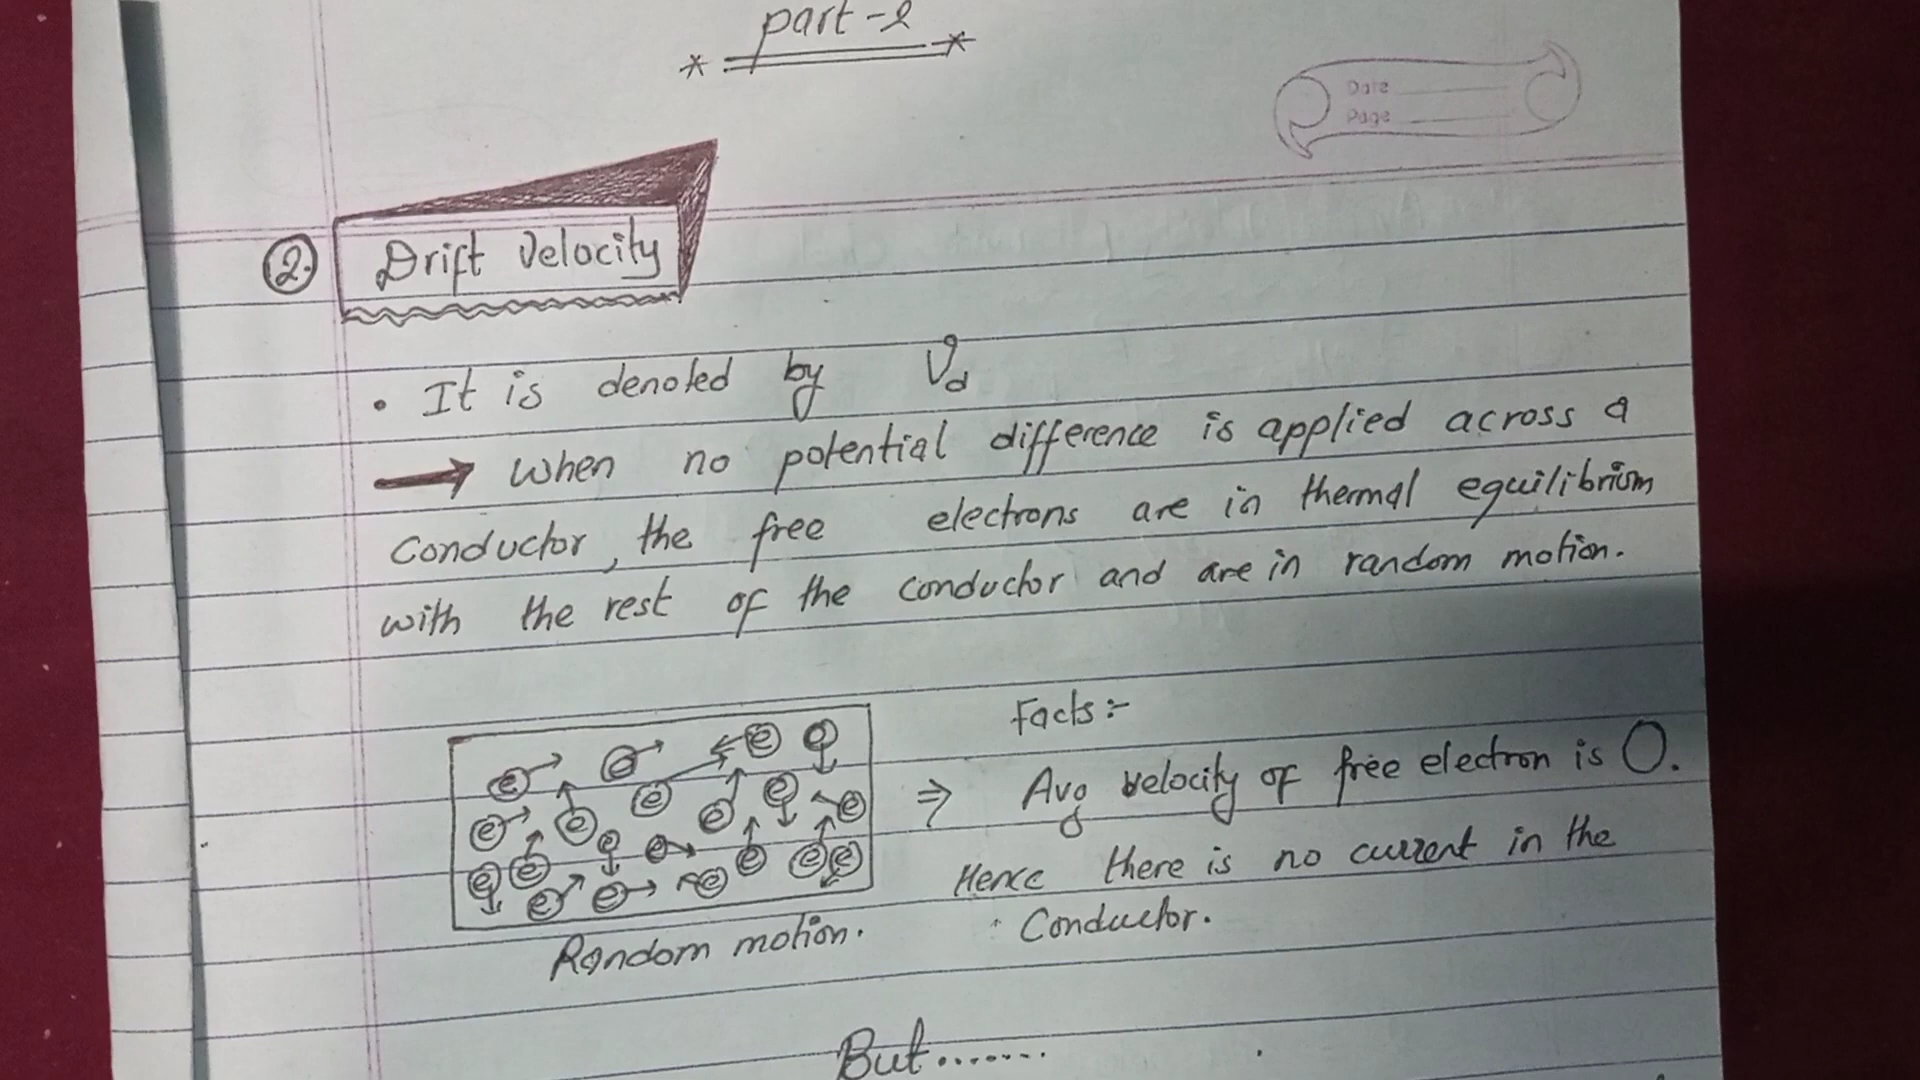 part-2
Date
Page
2. Drift Velocity
• It is denoted by Vd
→ When no potential difference is applied across a
Conductor, the free electrons are in thermal equilibrium
with the rest of the conductor and are in random motion.
Facts :-
e e e e e e e e e e e e e e e e e e e e e e
⇒ Avg velocity of free electron is 0.
Hence there is no current in the
Conductor.
Random motion.
But.......